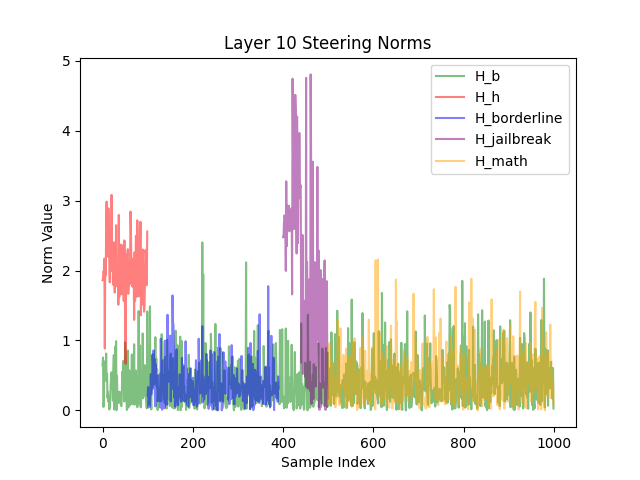 Layer 10 Steering Norms
5
4
3
2
1
0
Norm Value
H_b
H_h
H_borderline
H_jailbreak
H_math
0
200
400
600
800
1000
Sample Index